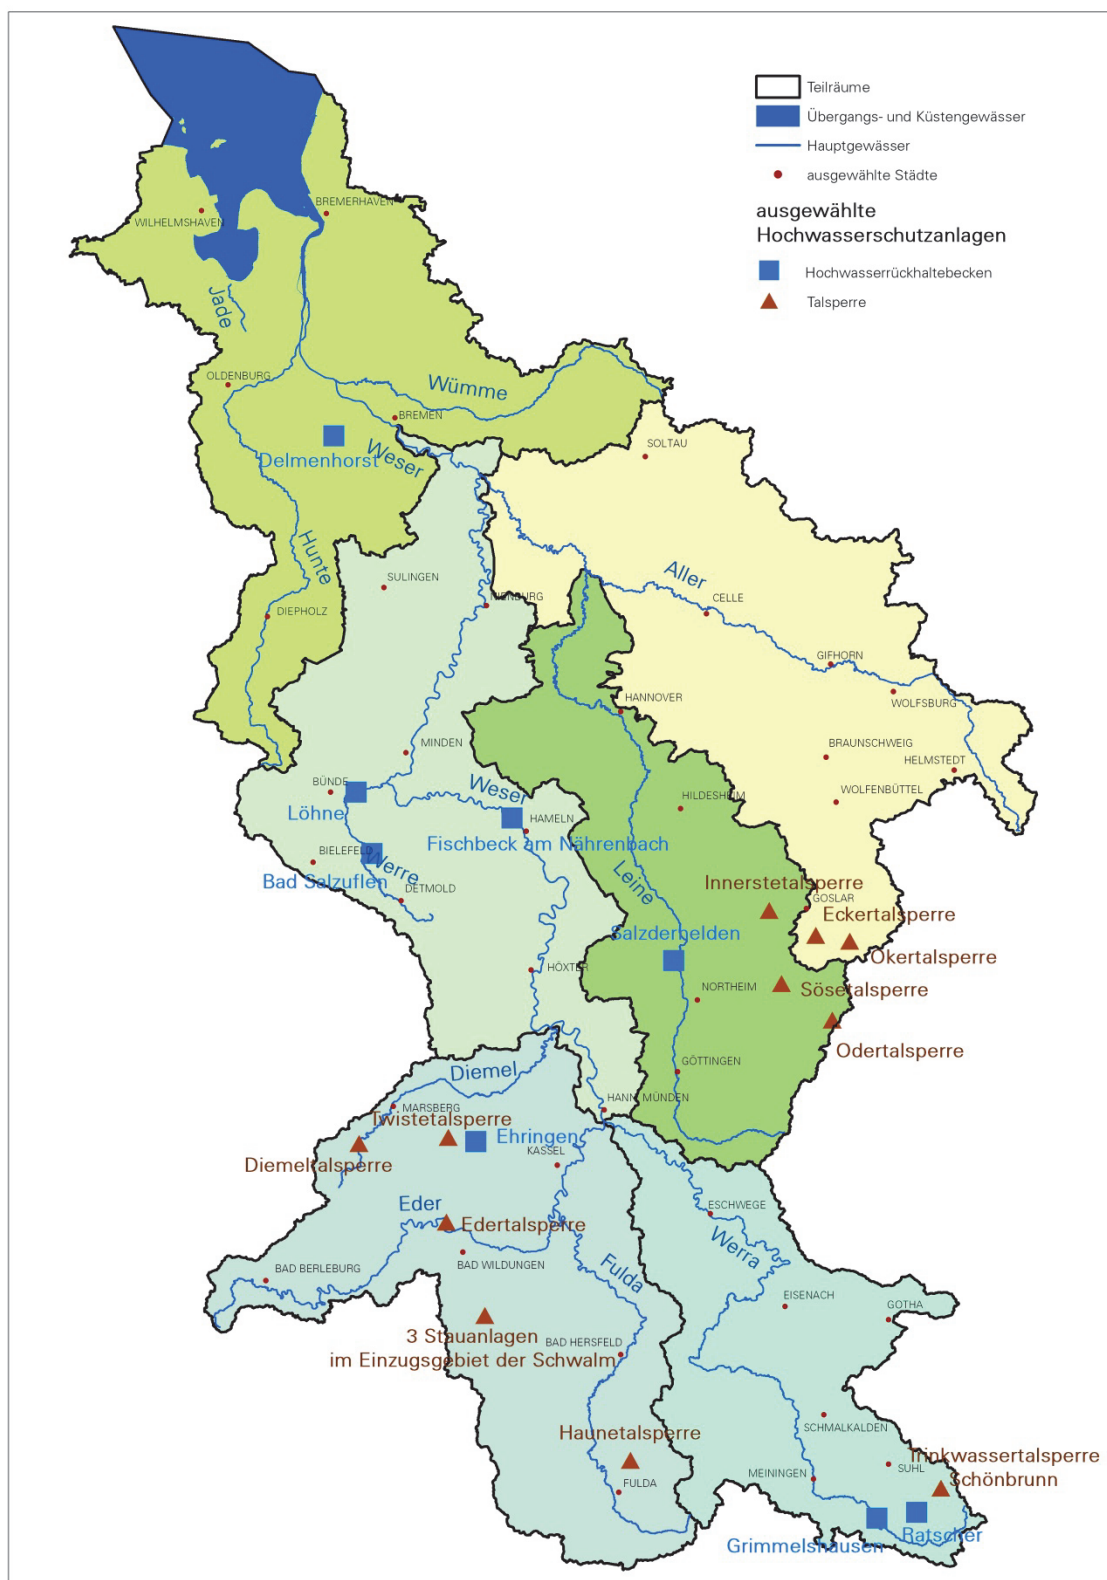 Teilräume
Übergangs- und Küstengewässer
Hauptgewässer
ausgewählte Städte
ausgewählte
Hochwasserschutzanlagen
Hochwasserrückhaltebecken
Talsperre
BREMERHAVEN
WILHELMSHAVEN
Jade
OLDENBURG
Wümme
BREMEN
Weser
Delmenhorst
SOLTAU
Hunte
SULINGEN
Aller
NIENBURG
CELLE
DIEPHOLZ
GIFHORN
HANNOVER
WOLFSBURG
MINDEN
BRAUNSCHWEIG
HELMSTEDT
BÜNDE
Weser
WOLFENBÜTTEL
Löhne
HILDESHEIM
HAMELN
Fischbeck am Nährenbach
BIELEFELD
Werre
Bad Salzuflen
DETMOLD
Leine
Innerstetalsperre
GOSLAR
Eckertalsperre
Salzderhelden
Okertalsperre
HÖXTER
NORTHEIM
Sösetalsperre
Odertalsperre
Diemel
GÖTTINGEN
MARSBERG
HANN. MÜNDEN
Twistetalsperre
Ehringen
Diemeltalsperre
KASSEL
Eder
ESCHWEGE
Edertalsperre
Werra
BAD WILDUNGEN
BAD BERLEBURG
Fulda
EISENACH
GOTHA
3 Stauanlagen
im Einzugsgebiet der Schwalm
BAD HERSFELD
SCHMALKALDEN
Haunetalsperre
Trinkwassertalsperre
Schönbrunn
SUHL
MEININGEN
FULDA
Ratscher
Grimmelshausen